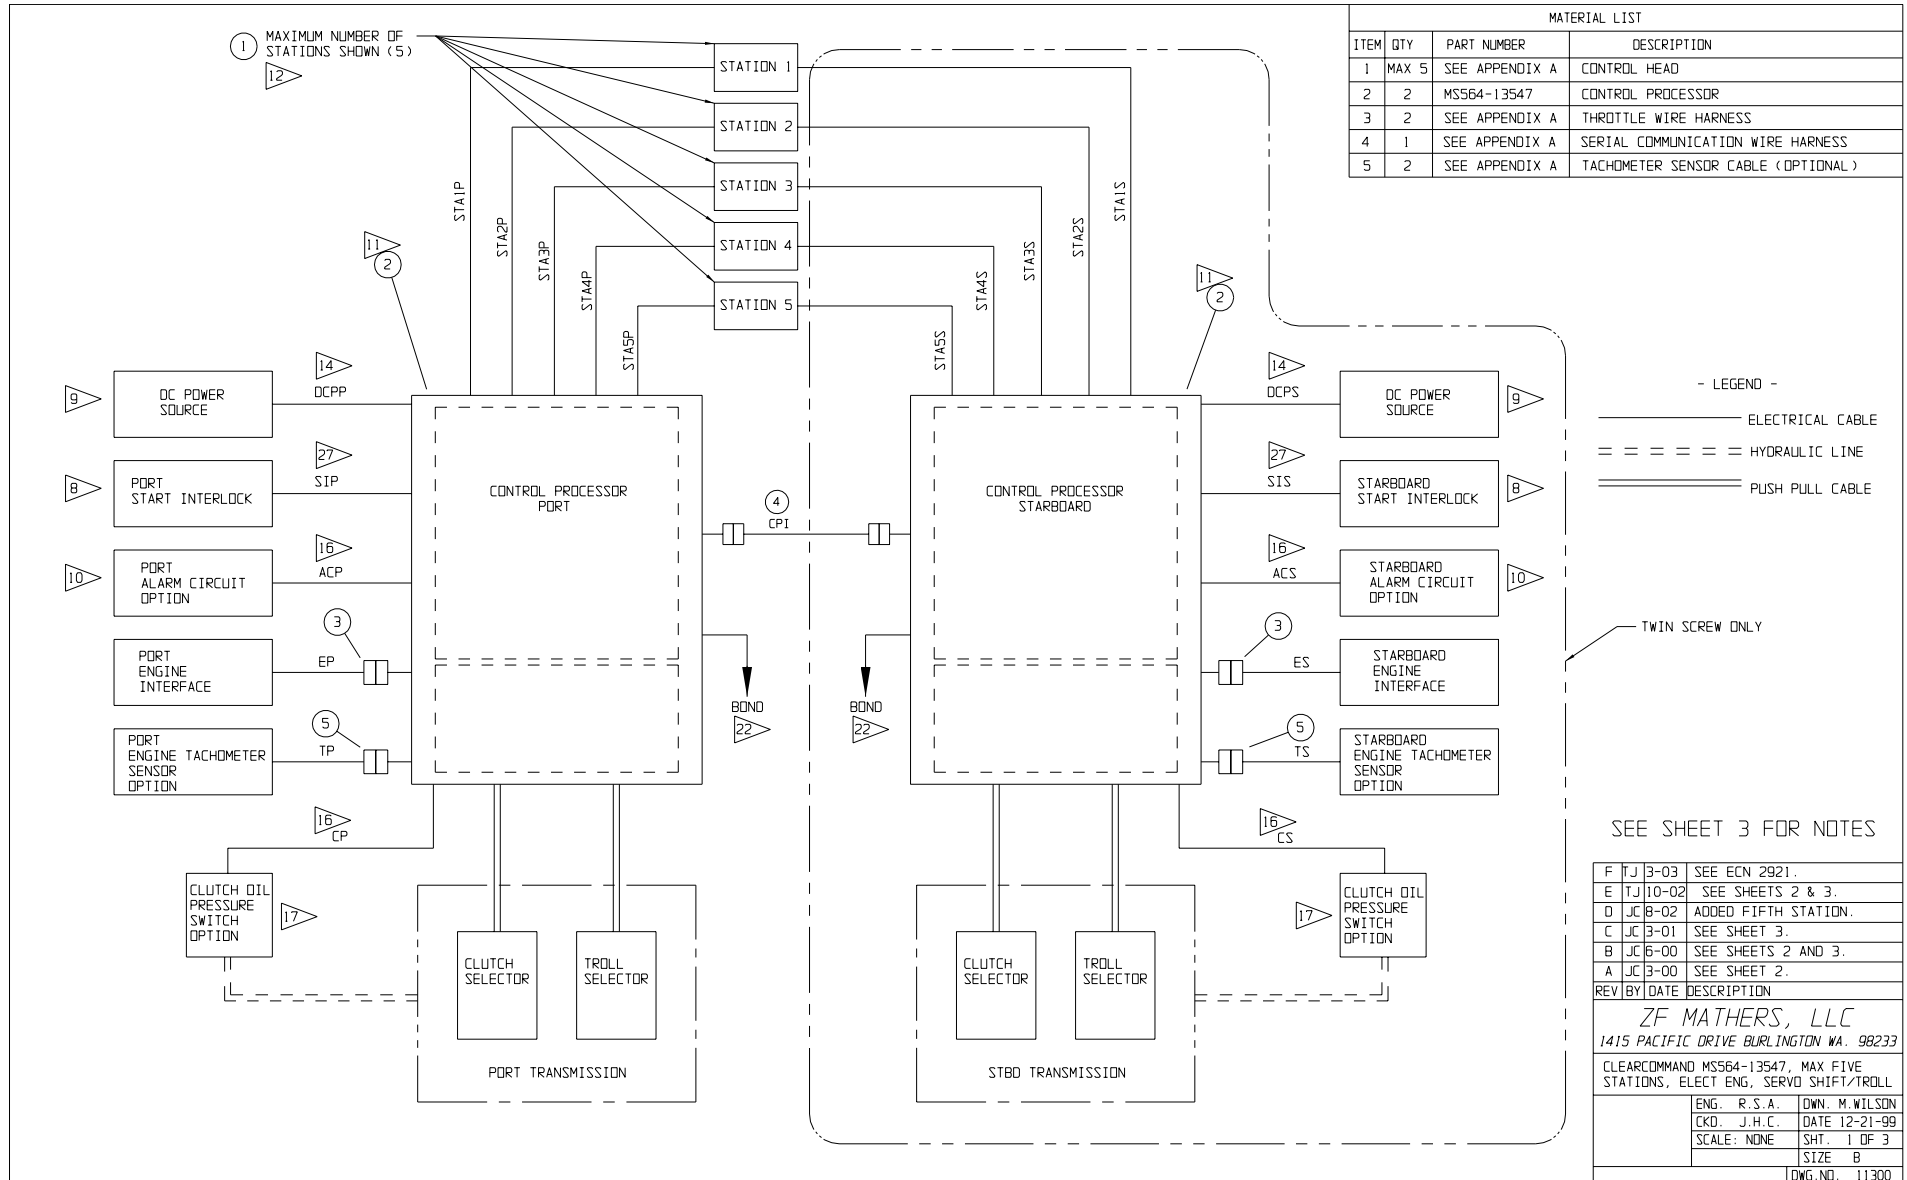 1
MAXIMUM NUMBER OF
STATIONS SHOWN (5)
12
STATION 1
STATION 2
STATION 3
STATION 4
STATION 5
STA1P
STA2P
STA3P
STA4P
STA5P
STA5S
STA4S
STA3S
STA2S
STA1S
MATERIAL LIST
ITEM QTY PART NUMBER DESCRIPTION
1 MAX 5 SEE APPENDIX A CONTROL HEAD
2 2 MS564-13547 CONTROL PROCESSOR
3 2 SEE APPENDIX A THROTTLE WIRE HARNESS
4 1 SEE APPENDIX A SERIAL COMMUNICATION WIRE HARNESS
5 2 SEE APPENDIX A TACHOMETER SENSOR CABLE (OPTIONAL)
11
2
11
2
9
DC POWER
SOURCE
14
DCPP
8
PORT
START INTERLOCK
27
SIP
10
PORT
ALARM CIRCUIT
OPTION
16
ACP
PORT
ENGINE
INTERFACE
3
EP
PORT
ENGINE TACHOMETER
SENSOR
OPTION
5
TP
CONTROL PROCESSOR
PORT
4
CPI
BOND
22
BOND
22
CONTROL PROCESSOR
STARBOARD
14
DCPS
DC POWER
SOURCE
9
27
SIS
STARBOARD
START INTERLOCK
8
16
ACS
STARBOARD
ALARM CIRCUIT
OPTION
10
3
ES
STARBOARD
ENGINE
INTERFACE
5
TS
STARBOARD
ENGINE TACHOMETER
SENSOR
OPTION
16
CP
CLUTCH OIL
PRESSURE
SWITCH
OPTION
17
CLUTCH
SELECTOR
TROLL
SELECTOR
PORT TRANSMISSION
CLUTCH
SELECTOR
TROLL
SELECTOR
STBD TRANSMISSION
16
CS
17
CLUTCH OIL
PRESSURE
SWITCH
OPTION
- LEGEND -
ELECTRICAL CABLE
HYDRAULIC LINE
PUSH PULL CABLE
TWIN SCREW ONLY
SEE SHEET 3 FOR NOTES
F TJ 3-03 SEE ECN 2921.
E TJ 10-02 SEE SHEETS 2 & 3.
D JC 8-02 ADDED FIFTH STATION.
C JC 3-01 SEE SHEET 3.
B JC 6-00 SEE SHEETS 2 AND 3.
A JC 3-00 SEE SHEET 2.
REV BY DATE DESCRIPTION
ZF MATHERS, LLC
1415 PACIFIC DRIVE BURLINGTON WA. 98233
CLEARCOMMAND MS564-13547, MAX FIVE
STATIONS, ELECT ENG, SERVO SHIFT/TROLL
ENG. R.S.A. DWN. M.WILSON
CKD. J.H.C. DATE 12-21-99
SCALE: NONE SHT. 1 OF 3
SIZE B
DWG.NO. 11300